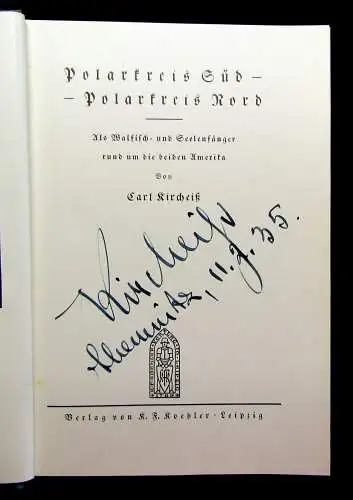 Polarkreis Süd –
– Polarkreis Nord
Als Walfisch- und Seelenfänger
rund um die beiden Amerika
Von
Carl Kircheiß
Kircheiß
Chemnitz, 11.2.35.
Verlag von K. F. Koehler · Leipzig